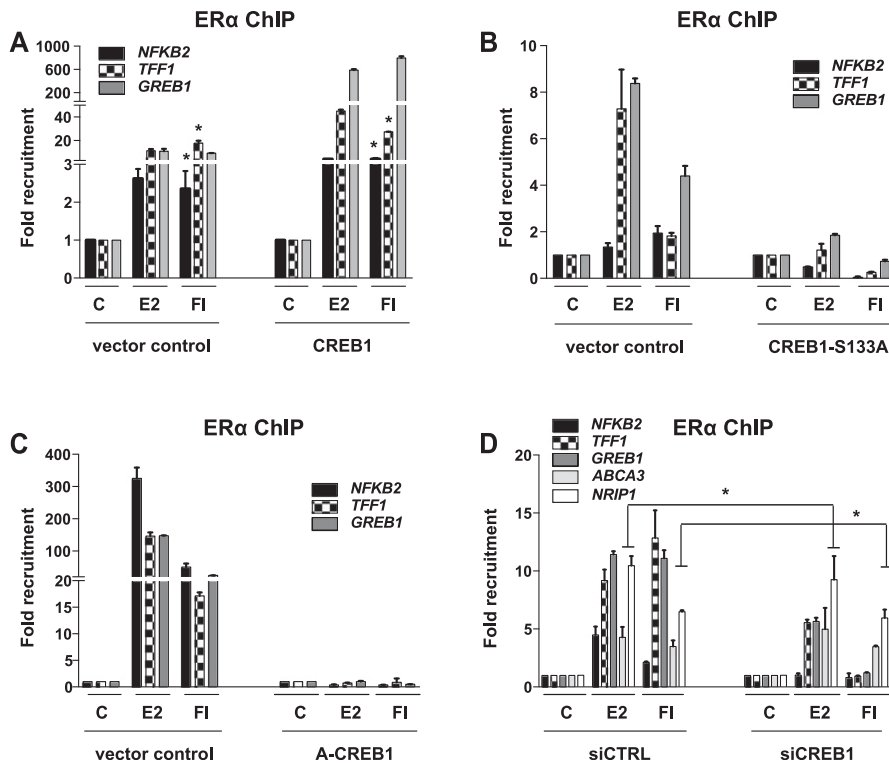 A
ERα ChIP
NFKB2
TFF1
GREB1
Fold recruitment
1000
600
200
40
20
3
2
1
0
*
*
*
*
C
E2
FI
C
E2
FI
vector control
CREB1
B
ERα ChIP
NFKB2
TFF1
GREB1
Fold recruitment
10
8
6
4
2
0
C
E2
FI
C
E2
FI
vector control
CREB1-S133A
C
ERα ChIP
NFKB2
TFF1
GREB1
Fold recruitment
400
300
200
100
20
15
10
5
0
C
E2
FI
C
E2
FI
vector control
A-CREB1
D
ERα ChIP
NFKB2
TFF1
GREB1
ABCA3
NRIP1
Fold recruitment
20
15
10
5
0
*
*
C
E2
FI
C
E2
FI
siCTRL
siCREB1